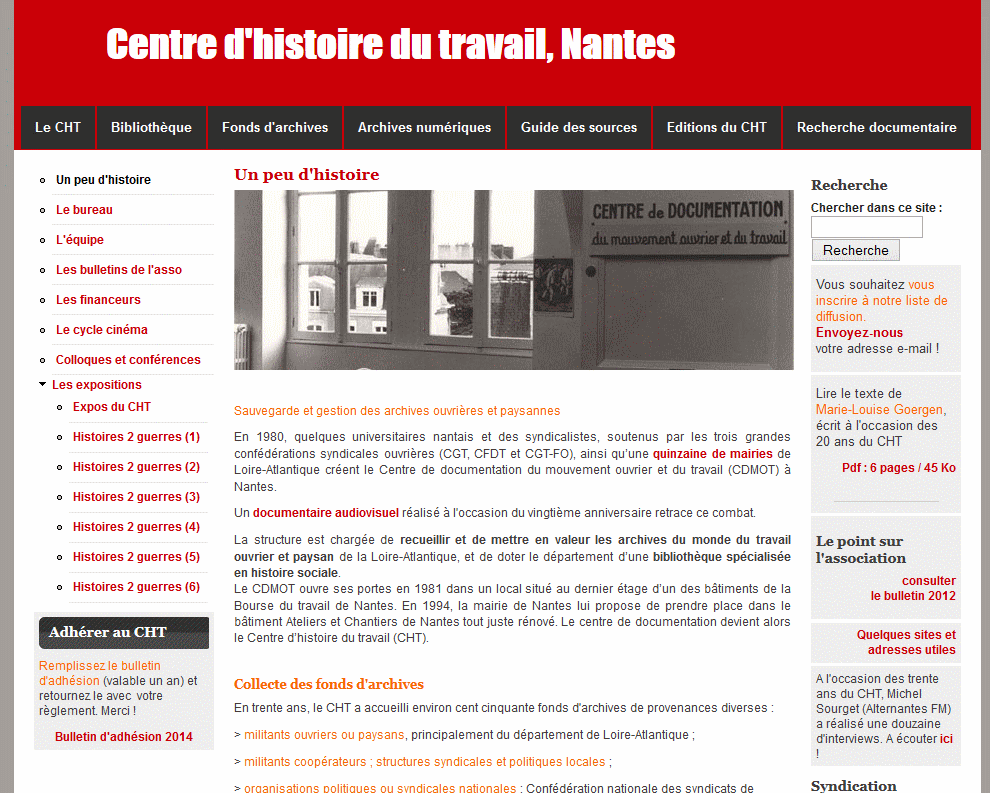 Centre d'histoire du travail, Nantes
Le CHT
Bibliothèque
Fonds d'archives
Archives numériques
Guide des sources
Editions du CHT
Recherche documentaire
Un peu d'histoire
Le bureau
L'équipe
Les bulletins de l'asso
Les financeurs
Le cycle cinéma
Colloques et conférences
Les expositions
Expos du CHT
Histoires 2 guerres (1)
Histoires 2 guerres (2)
Histoires 2 guerres (3)
Histoires 2 guerres (4)
Histoires 2 guerres (5)
Histoires 2 guerres (6)
Adhérer au CHT
Remplissez le bulletin
d'adhésion (valable un an) et
retournez le avec votre
règlement. Merci !
Bulletin d'adhésion 2014
Un peu d'histoire
CENTRE de DOCUMENTATION
du mouvement ouvrier et du travail
Sauvegarde et gestion des archives ouvrières et paysannes
En 1980, quelques universitaires nantais et des syndicalistes, soutenus par les trois grandes
confédérations syndicales ouvrières (CGT, CFDT et CGT-FO), ainsi qu'une quinzaine de mairies de
Loire-Atlantique créent le Centre de documentation du mouvement ouvrier et du travail (CDMOT) à
Nantes.
Un documentaire audiovisuel réalisé à l'occasion du vingtième anniversaire retrace ce combat.
La structure est chargée de recueillir et de mettre en valeur les archives du monde du travail
ouvrier et paysan de la Loire-Atlantique, et de doter le département d'une bibliothèque spécialisée
en histoire sociale.
Le CDMOT ouvre ses portes en 1981 dans un local situé au dernier étage d'un des bâtiments de la
Bourse du travail de Nantes. En 1994, la mairie de Nantes lui propose de prendre place dans le
bâtiment Ateliers et Chantiers de Nantes tout juste rénové. Le centre de documentation devient alors
le Centre d'histoire du travail (CHT).
Collecte des fonds d'archives
En trente ans, le CHT a accueilli environ cent cinquante fonds d'archives de provenances diverses :
> militants ouvriers ou paysans, principalement du département de Loire-Atlantique ;
> militants coopérateurs ; structures syndicales et politiques locales ;
> organisations politiques ou syndicales nationales : Confédération nationale des syndicats de
Recherche
Chercher dans ce site :
Recherche
Vous souhaitez vous
inscrire à notre liste de
diffusion.
Envoyez-nous
votre adresse e-mail !
Lire le texte de
Marie-Louise Goergen,
écrit à l'occasion des
20 ans du CHT
Pdf : 6 pages / 45 Ko
Le point sur
l'association
consulter
le bulletin 2012
Quelques sites et
adresses utiles
A l'occasion des trente
ans du CHT, Michel
Sourget (Alternantes FM)
a réalisé une douzaine
d'interviews. A écouter ici
!
Syndication